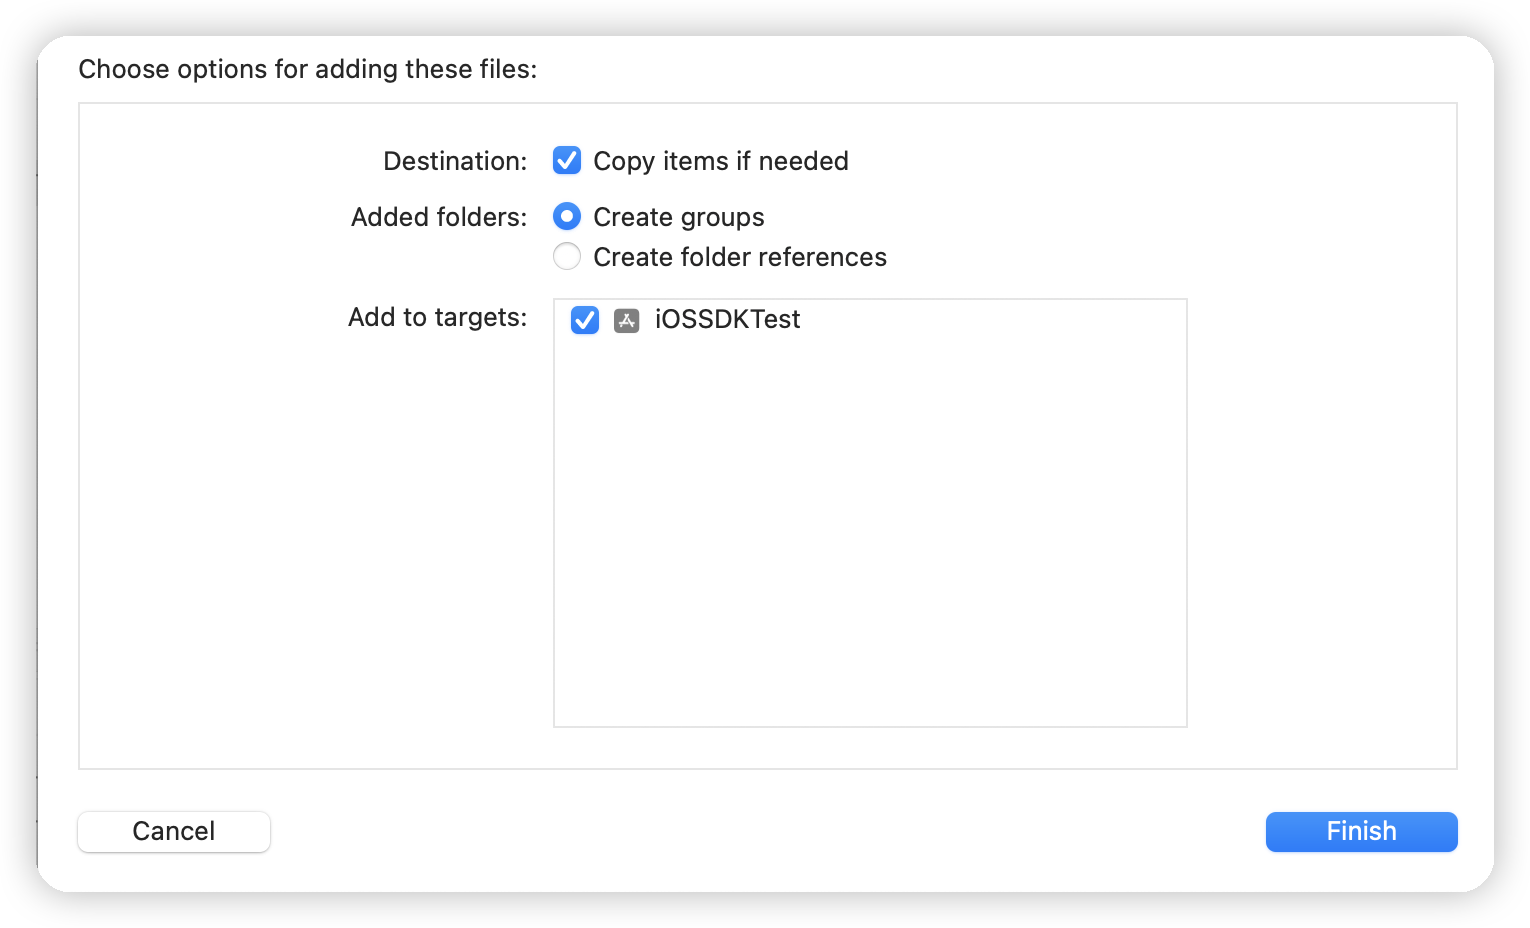 Choose options for adding these files:
Destination: Copy items if needed
Added folders: Create groups
Create folder references
Add to targets: iOSSDKTest
Cancel Finish